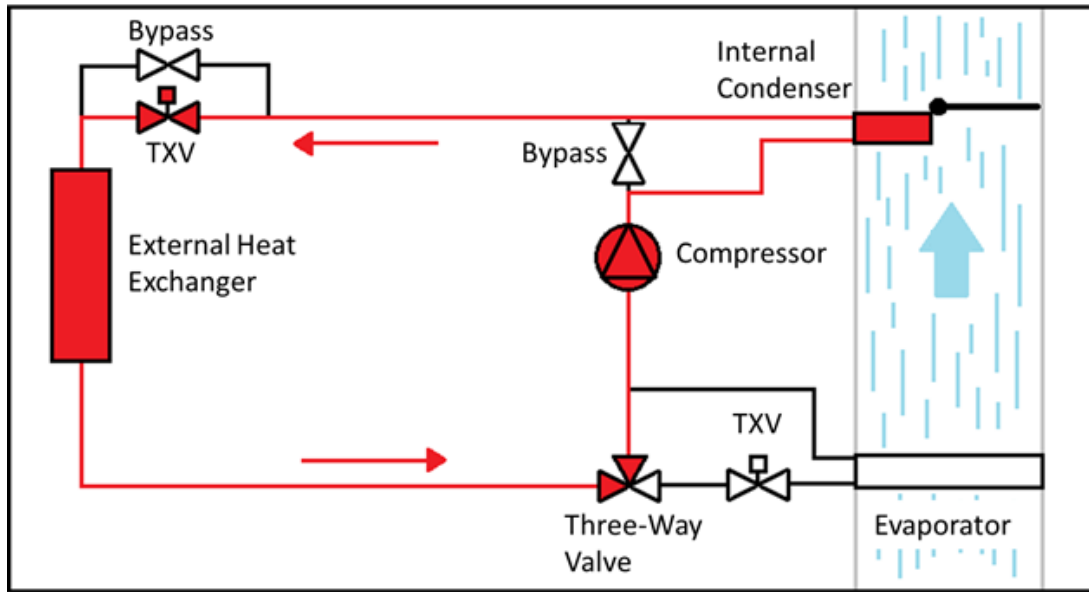 Bypass
TXV
Internal
Condenser
Bypass
External Heat
Exchanger
Compressor
TXV
Three-Way
Valve
Evaporator